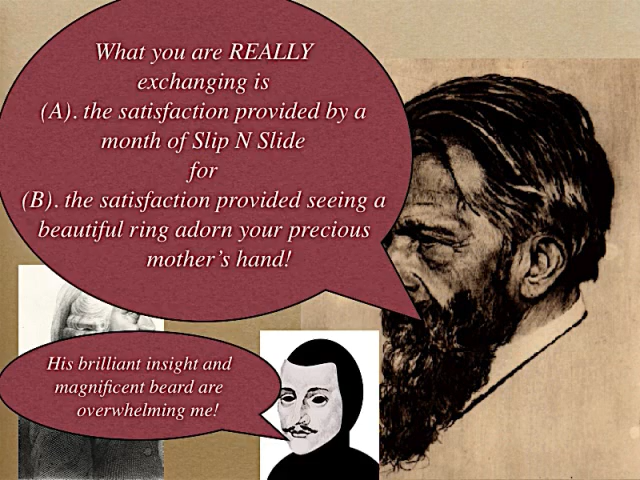 What you are REALLY
exchanging is
(A). the satisfaction provided by a
month of Slip N Slide
for
(B). the satisfaction provided seeing a
beautiful ring adorn your precious
mother's hand!
His brilliant insight and
magnificent beard are
overwhelming me!